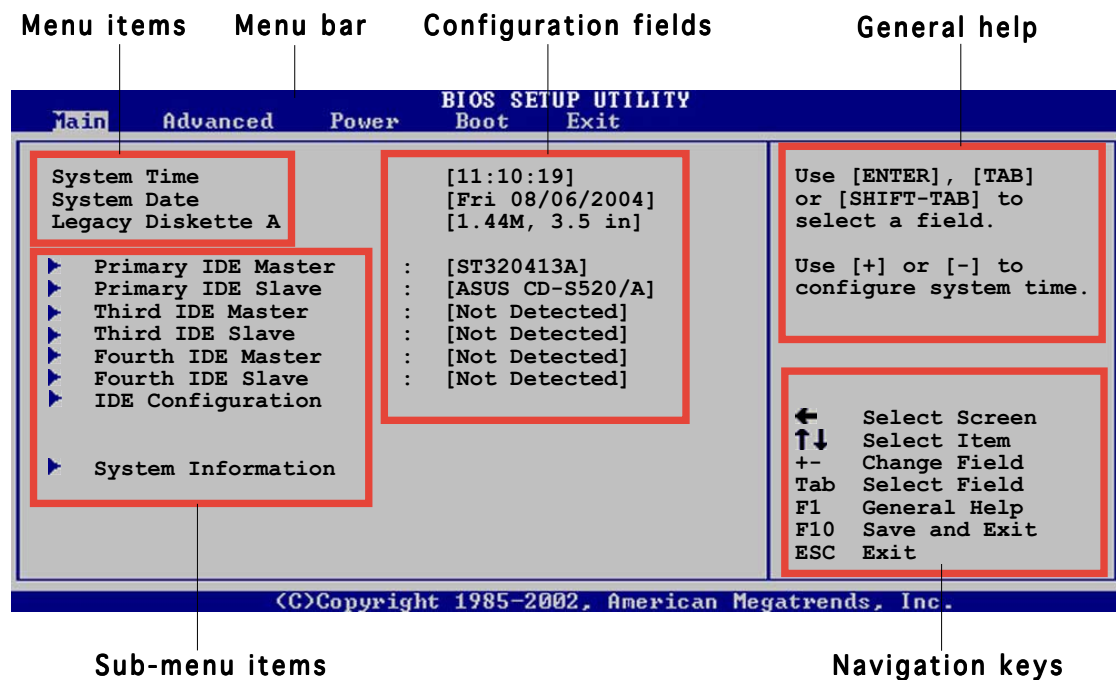 Menu items Menu bar Configuration fields General help
BIOS SETUP UTILITY
Main Advanced Power Boot Exit
System Time [11:10:19]
System Date [Fri 08/06/2004]
Legacy Diskette A [1.44M, 3.5 in]
Primary IDE Master : [ST320413A]
Primary IDE Slave : [ASUS CD-S520/A]
Third IDE Master : [Not Detected]
Third IDE Slave : [Not Detected]
Fourth IDE Master : [Not Detected]
Fourth IDE Slave : [Not Detected]
IDE Configuration
System Information
Use [ENTER], [TAB]
or [SHIFT-TAB] to
select a field.
Use [+] or [-] to
configure system time.
← Select Screen
↑↓ Select Item
+- Change Field
Tab Select Field
F1 General Help
F10 Save and Exit
ESC Exit
(C)Copyright 1985-2002, American Megatrends, Inc.
Sub-menu items Navigation keys